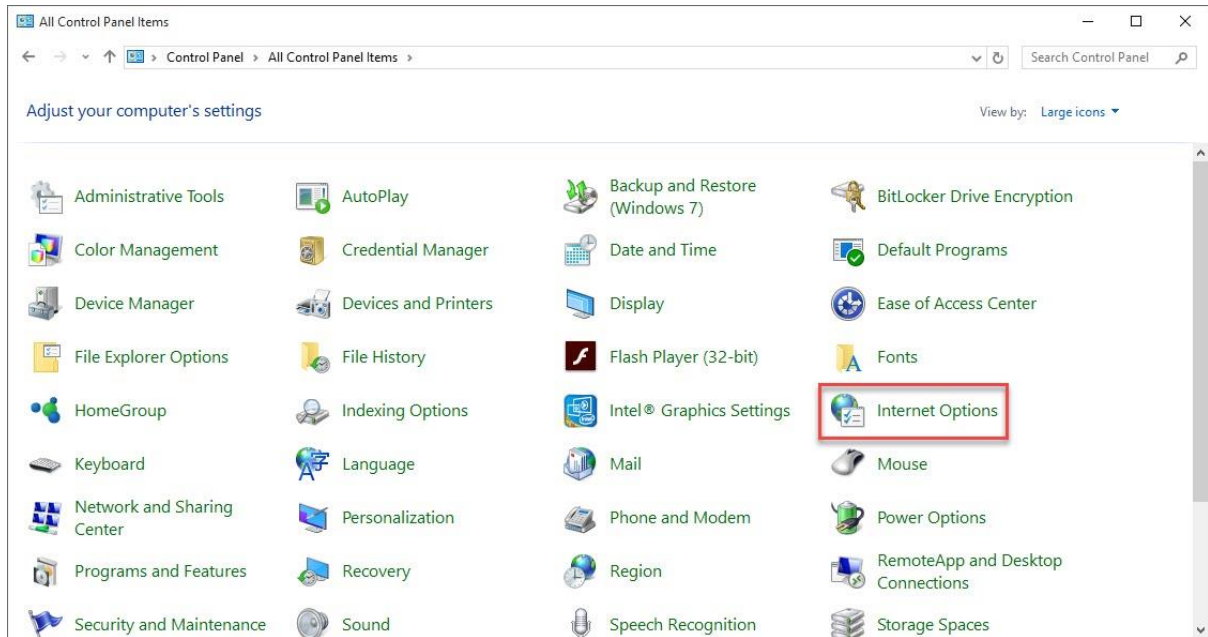 All Control Panel Items
Control Panel > All Control Panel Items >
Search Control Panel
Adjust your computer's settings
View by: Large icons
Administrative Tools
AutoPlay
Backup and Restore
(Windows 7)
BitLocker Drive Encryption
Color Management
Credential Manager
Date and Time
Default Programs
Device Manager
Devices and Printers
Display
Ease of Access Center
File Explorer Options
File History
Flash Player (32-bit)
Fonts
HomeGroup
Indexing Options
Intel® Graphics Settings
Internet Options
Keyboard
Language
Mail
Mouse
Network and Sharing
Center
Personalization
Phone and Modem
Power Options
Programs and Features
Recovery
Region
RemoteApp and Desktop
Connections
Security and Maintenance
Sound
Speech Recognition
Storage Spaces